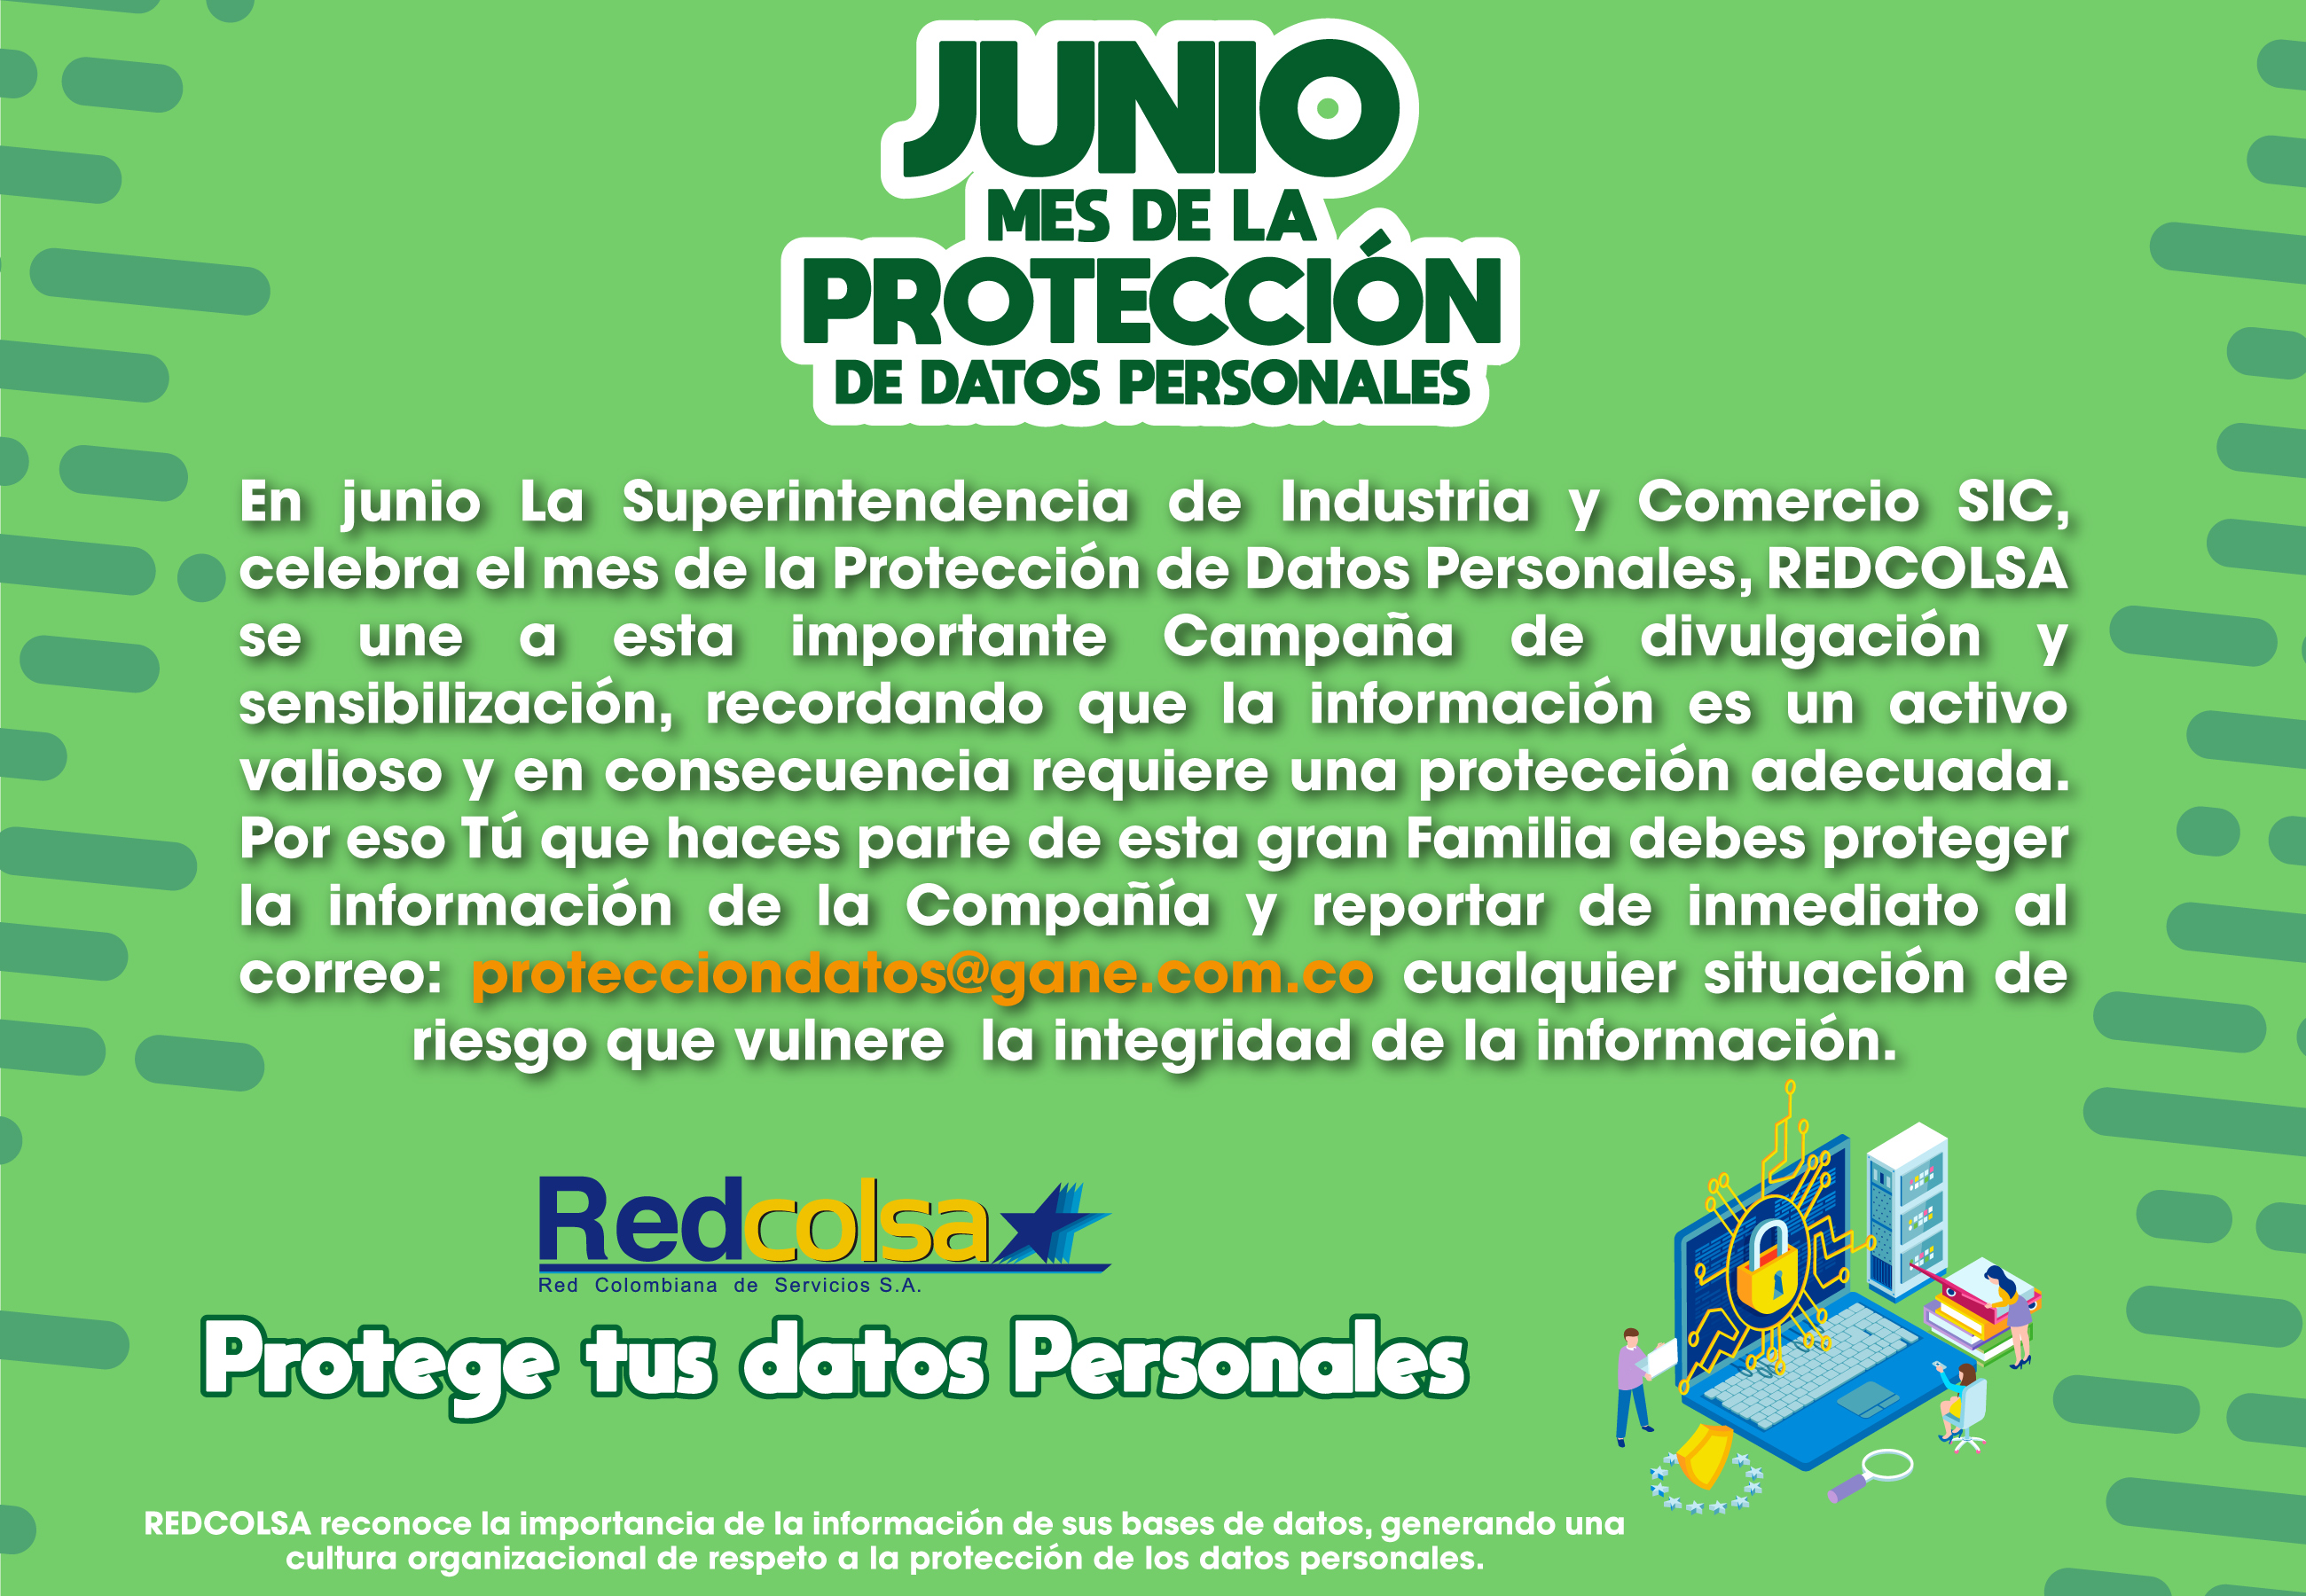 JUNIO
MES DE LA
PROTECCIÓN
DE DATOS PERSONALES
En junio La Superintendencia de Industria y Comercio SIC,
celebra el mes de la Protección de Datos Personales, REDCOLSA
se une a esta importante Campaña de divulgación y
sensibilización, recordando que la información es un activo
valioso y en consecuencia requiere una protección adecuada.
Por eso Tú que haces parte de esta gran Familia debes proteger
la información de la Compañía y reportar de inmediato al
correo: protecciondatos@gane.com.co cualquier situación de
riesgo que vulnere la integridad de la información.
Redcolsa
Red Colombiana de Servicios S.A.
Protege tus datos Personales
REDCOLSA reconoce la importancia de la información de sus bases de datos, generando una
cultura organizacional de respeto a la protección de los datos personales.